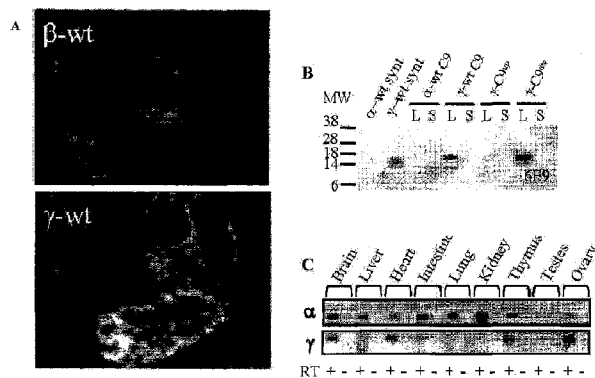 A
β-wt
γ-wt
B
α-wt synt
γ-wt synt
α-wt C9
γ-wt C9
MW
L S L S L S L S
38
28
18
14
6
6H9
C
Brain
Liver
Heart
Intestine
Lung
Kidney
Thymus
Testes
Ovary
α
γ
RT + - + - + - + - + - + - + - + - + -